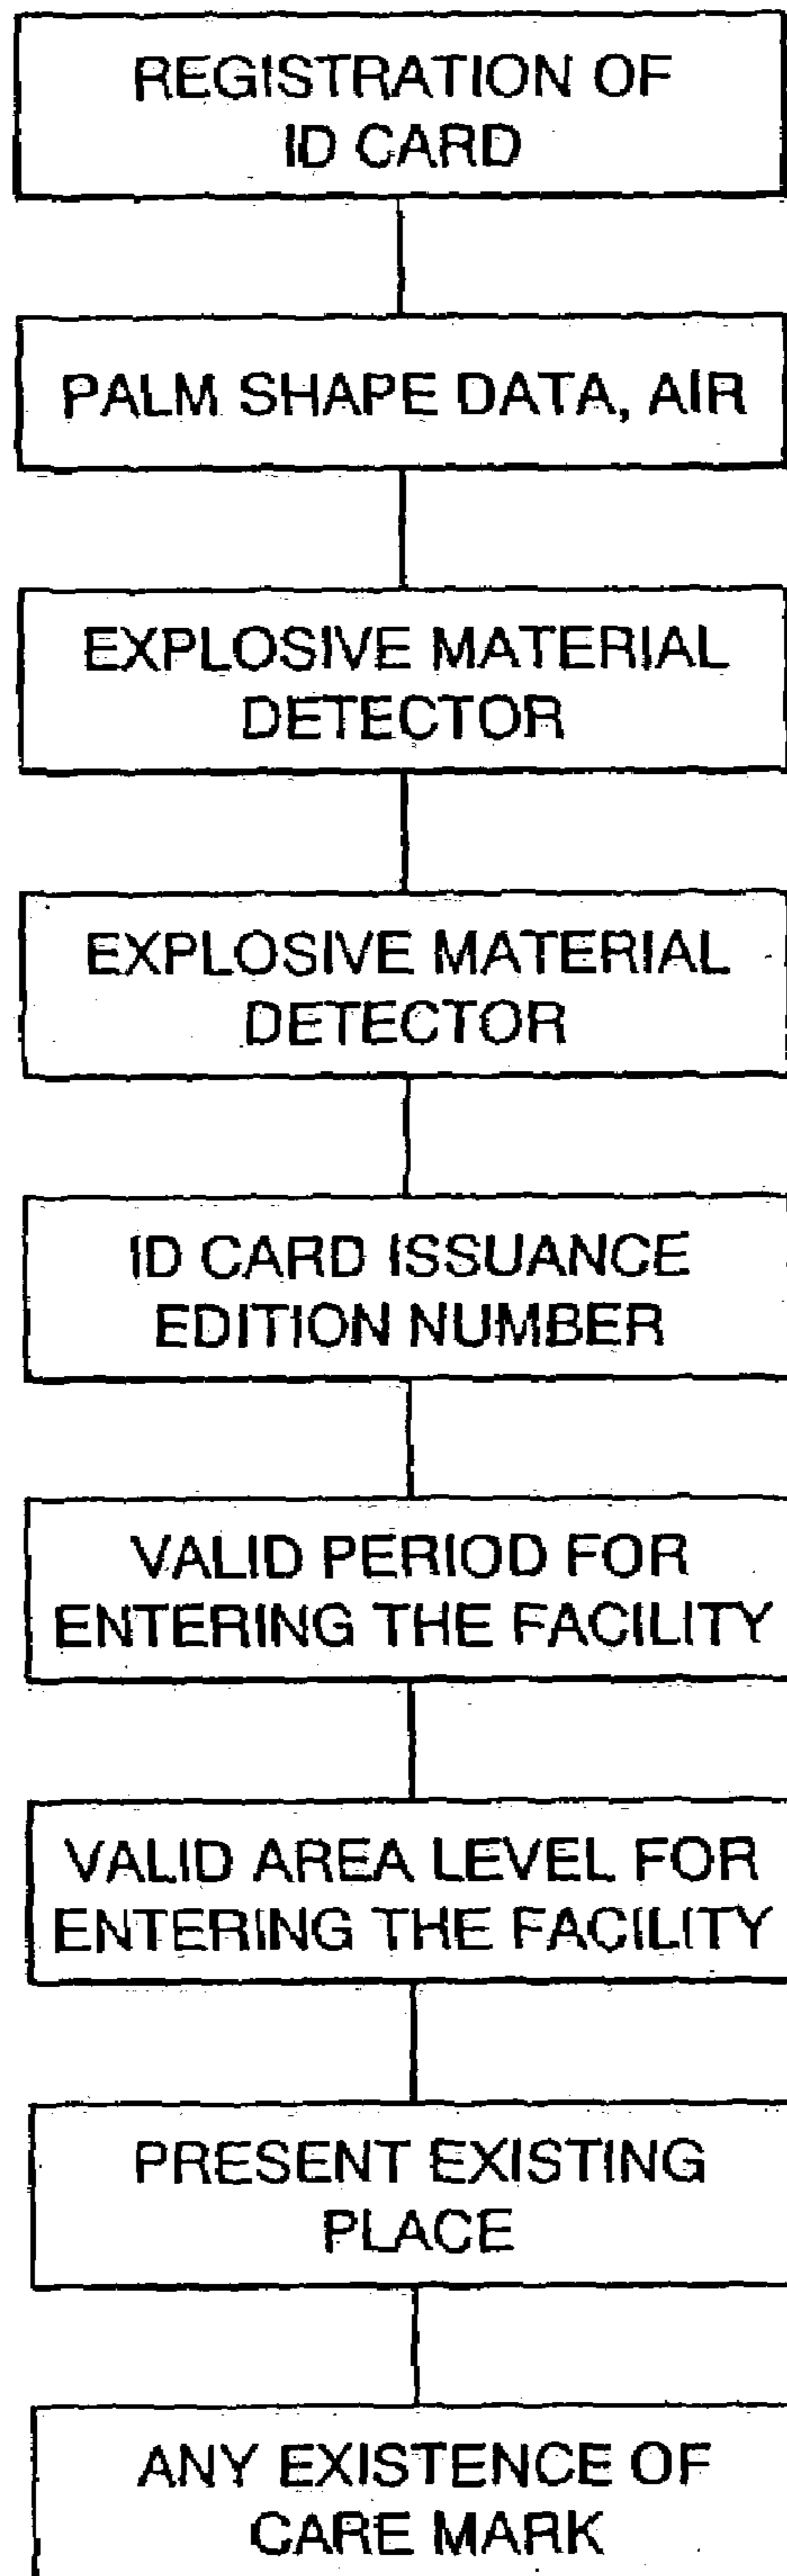 REGISTRATION OF
ID CARD
PALM SHAPE DATA, AIR
EXPLOSIVE MATERIAL
DETECTOR
EXPLOSIVE MATERIAL
DETECTOR
ID CARD ISSUANCE
EDITION NUMBER
VALID PERIOD FOR
ENTERING THE FACILITY
VALID AREA LEVEL FOR
ENTERING THE FACILITY
PRESENT EXISTING
PLACE
ANY EXISTENCE OF
CARE MARK